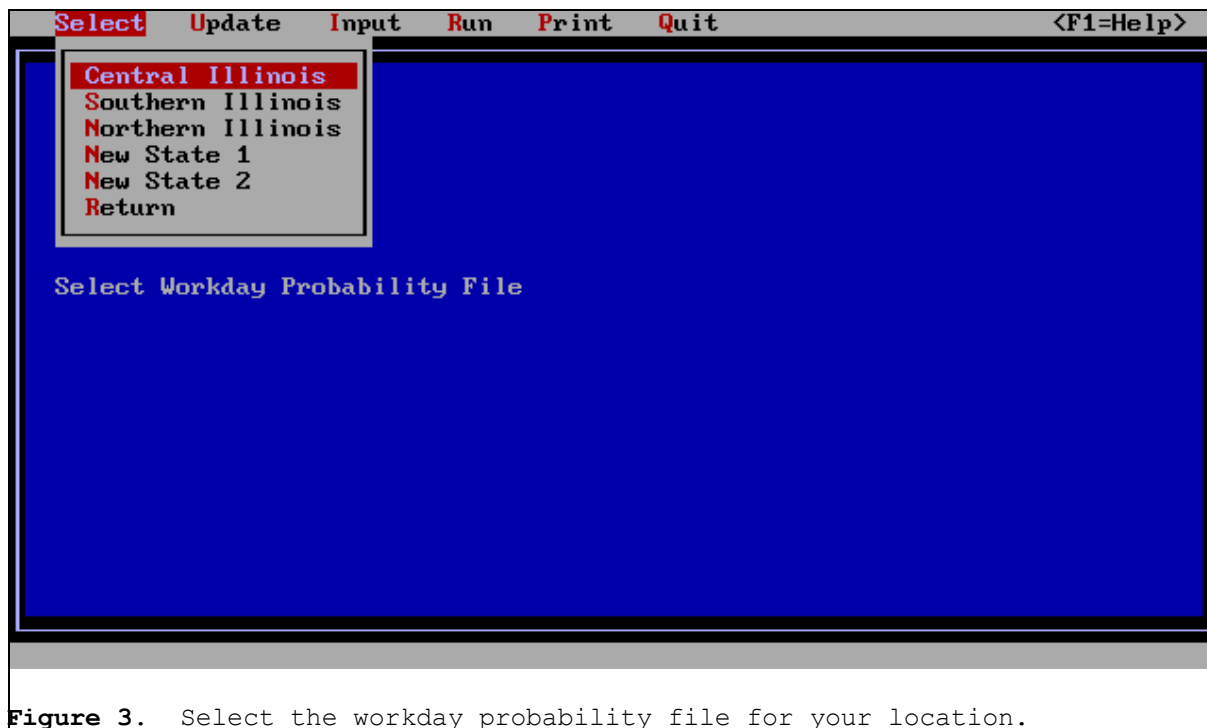 Select Update Input Run Print Quit <F1=Help>
Central Illinois
Southern Illinois
Northern Illinois
New State 1
New State 2
Return
Select Workday Probability File
Figure 3. Select the workday probability file for your location.